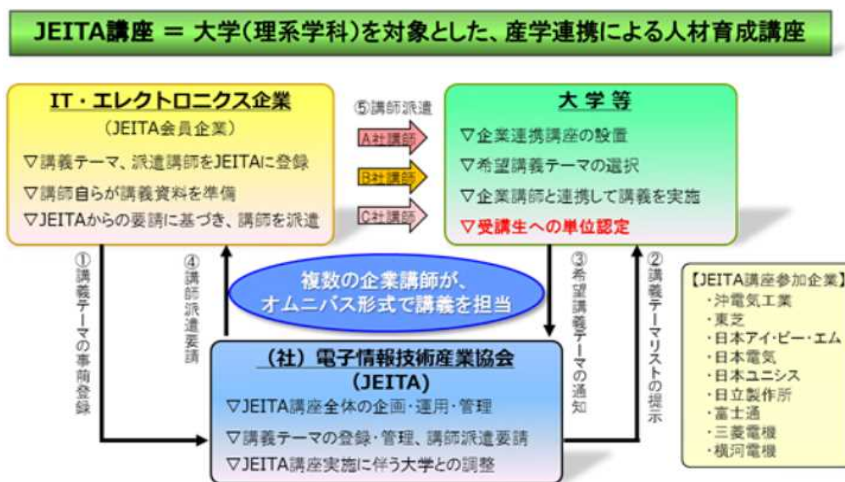 JEITA講座 = 大学(理系学科)を対象とした、産学連携による人材育成講座
IT・エレクトロニクス企業
(JEITA会員企業)
▽講義テーマ、派遣講師をJEITAに登録
▽講師自らが講義資料を準備
▽JEITAからの要請に基づき、講師を派遣
⑤講師派遣
A社講師
B社講師
C社講師
大学等
▽企業連携講座の設置
▽希望講義テーマの選択
▽企業講師と連携して講義を実施
▽受講生への単位認定
①講義テーマの事前登録
④講師派遣要請
複数の企業講師が、
オムニバス形式で講義を担当
③希望講義テーマの通知
②講義テーマリストの提示
(社)電子情報技術産業協会
(JEITA)
▽JEITA講座全体の企画・運用・管理
▽講義テーマの登録・管理、講師派遣要請
▽JEITA講座実施に伴う大学との調整
【JEITA講座参加企業】
・沖電気工業
・東芝
・日本アイ・ビー・エム
・日本電気
・日本ユニシス
・日立製作所
・富士通
・三菱電機
・横河電機